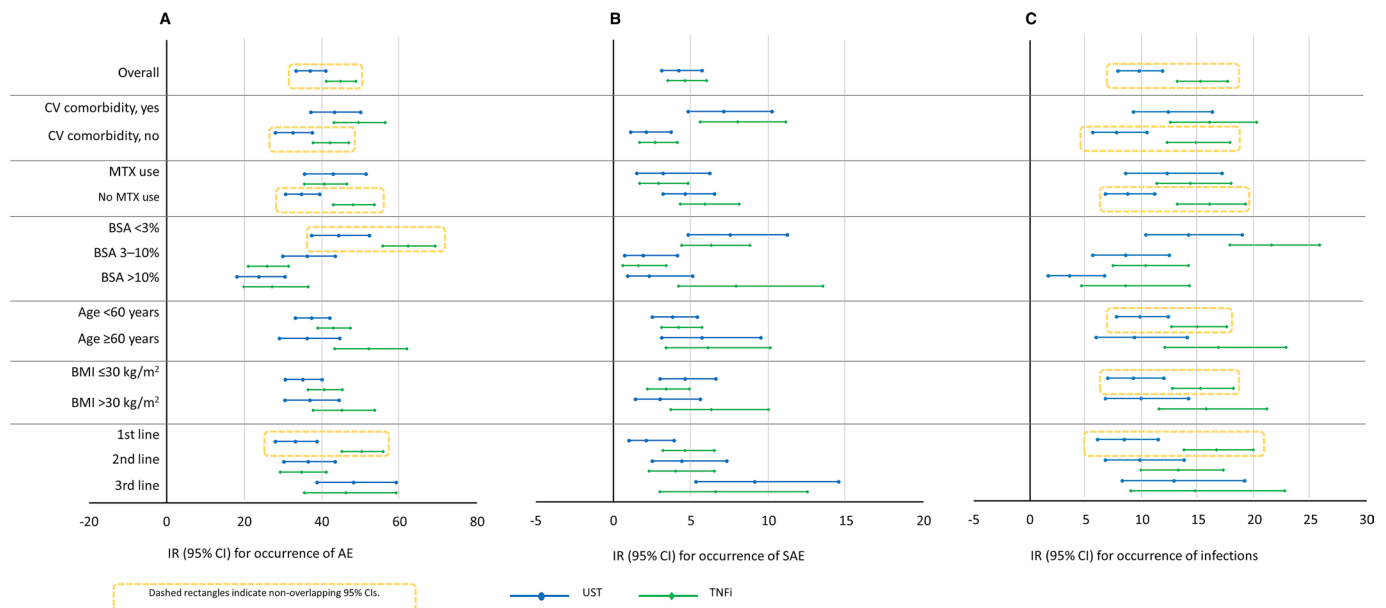 A B C
Overall
CV comorbidity, yes
CV comorbidity, no
MTX use
No MTX use
BSA <3%
BSA 3–10%
BSA >10%
Age <60 years
Age ≥60 years
BMI ≤30 kg/m²
BMI >30 kg/m²
1st line
2nd line
3rd line
-20 0 20 40 60 80 -5 0 5 10 15 20 -5 0 5 10 15 20 25 30
IR (95% CI) for occurrence of AE IR (95% CI) for occurrence of SAE IR (95% CI) for occurrence of infections
Dashed rectangles indicate non-overlapping 95% CIs. UST TNFi